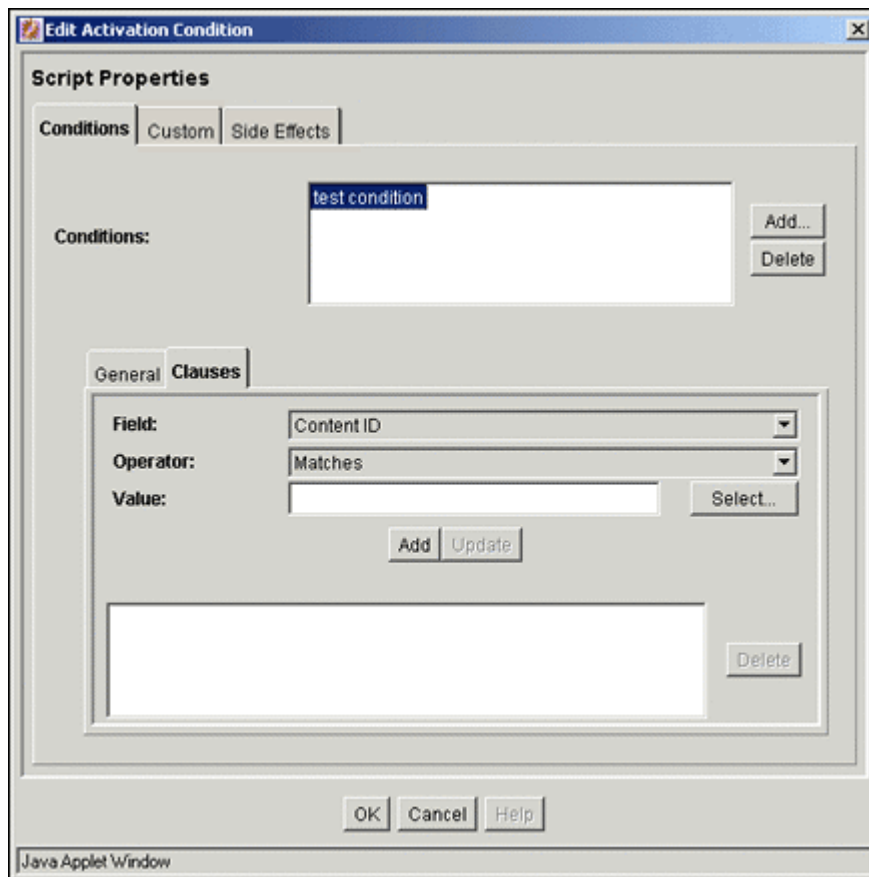 Edit Activation Condition
Script Properties
Conditions Custom Side Effects
test condition
Conditions:
Add...
Delete
General Clauses
Field: Content ID
Operator: Matches
Value: Select...
Add Update
Delete
OK Cancel Help
Java Applet Window